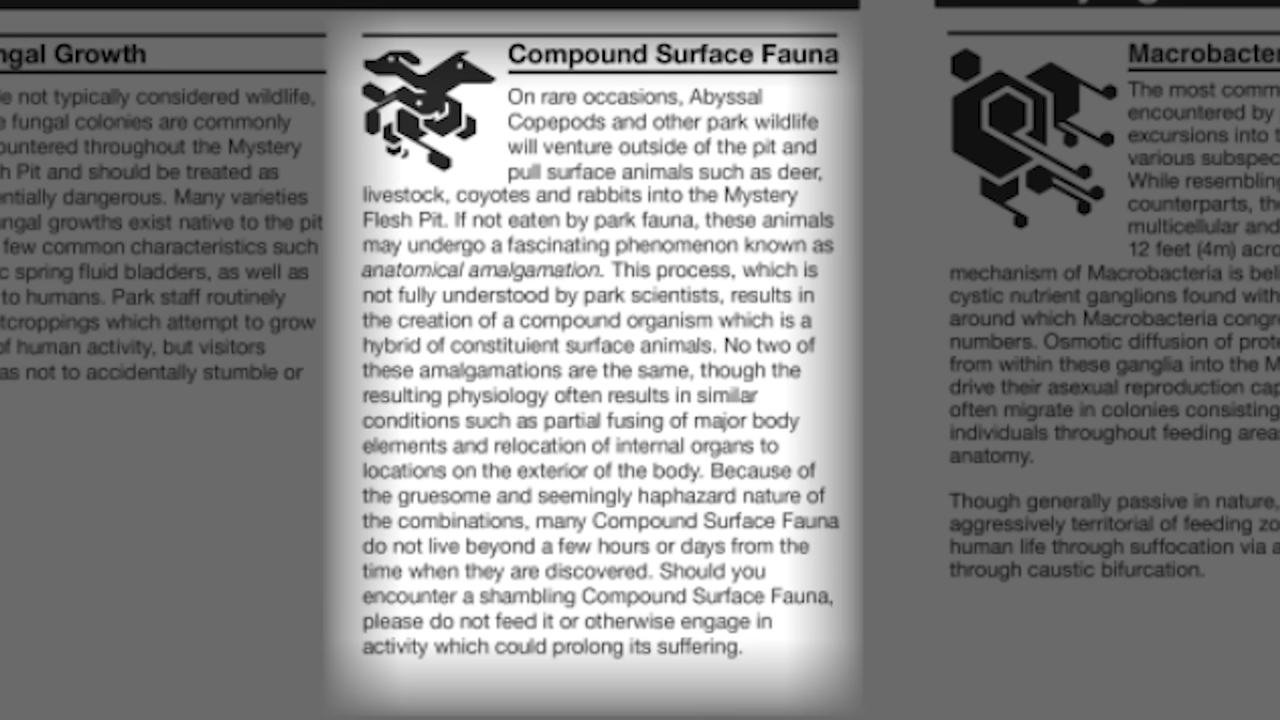 ngal Growth
not typically considered wildlife,
fungal colonies are commonly
ountered throughout the Mystery
h Pit and should be treated as
entially dangerous. Many varieties
ngal growths exist native to the pit
few common characteristics such
c spring fluid bladders, as well as
to humans. Park staff routinely
tcroppings which attempt to grow
of human activity, but visitors
as not to accidentally stumble or
Compound Surface Fauna
On rare occasions, Abyssal
Copepods and other park wildlife
will venture outside of the pit and
pull surface animals such as deer,
livestock, coyotes and rabbits into the Mystery
Flesh Pit. If not eaten by park fauna, these animals
may undergo a fascinating phenomenon known as
anatomical amalgamation. This process, which is
not fully understood by park scientists, results in
the creation of a compound organism which is a
hybrid of constituient surface animals. No two of
these amalgamations are the same, though the
resulting physiology often results in similar
conditions such as partial fusing of major body
elements and relocation of internal organs to
locations on the exterior of the body. Because of
the gruesome and seemingly haphazard nature of
the combinations, many Compound Surface Fauna
do not live beyond a few hours or days from the
time when they are discovered. Should you
encounter a shambling Compound Surface Fauna,
please do not feed it or otherwise engage in
activity which could prolong its suffering.
Macrobacter
The most comm
encountered by
excursions into
various subspec
While resembling
counterparts, the
multicellular and
12 feet (4m) acro
mechanism of Macrobacteria is bel
cystic nutrient ganglions found with
around which Macrobacteria congr
numbers. Osmotic diffusion of prote
from within these ganglia into the M
drive their asexual reproduction cap
often migrate in colonies consisting
individuals throughout feeding area
anatomy.
Though generally passive in nature,
aggressively territorial of feeding zo
human life through suffocation via a
through caustic bifurcation.